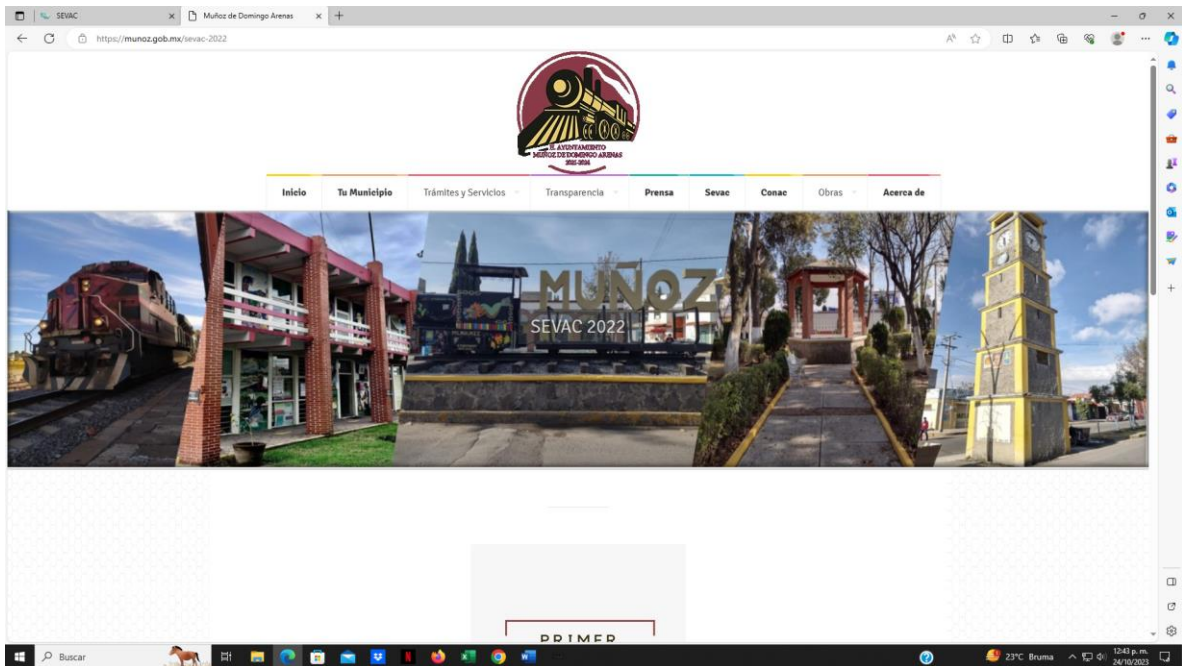 SEVAC
Muñoz de Domingo Arenas
https://munoz.gob.mx/sevac-2022
H. AYUNTAMIENTO
MUÑOZ DE DOMINGO ARENAS
2021-2024
Inicio Tu Municipio Trámites y Servicios Transparencia Prensa Sevac Conac Obras Acerca de
MUÑOZ
SEVAC 2022
PRIMER
Buscar
23°C Bruma
12:43 p. m.
24/10/2023